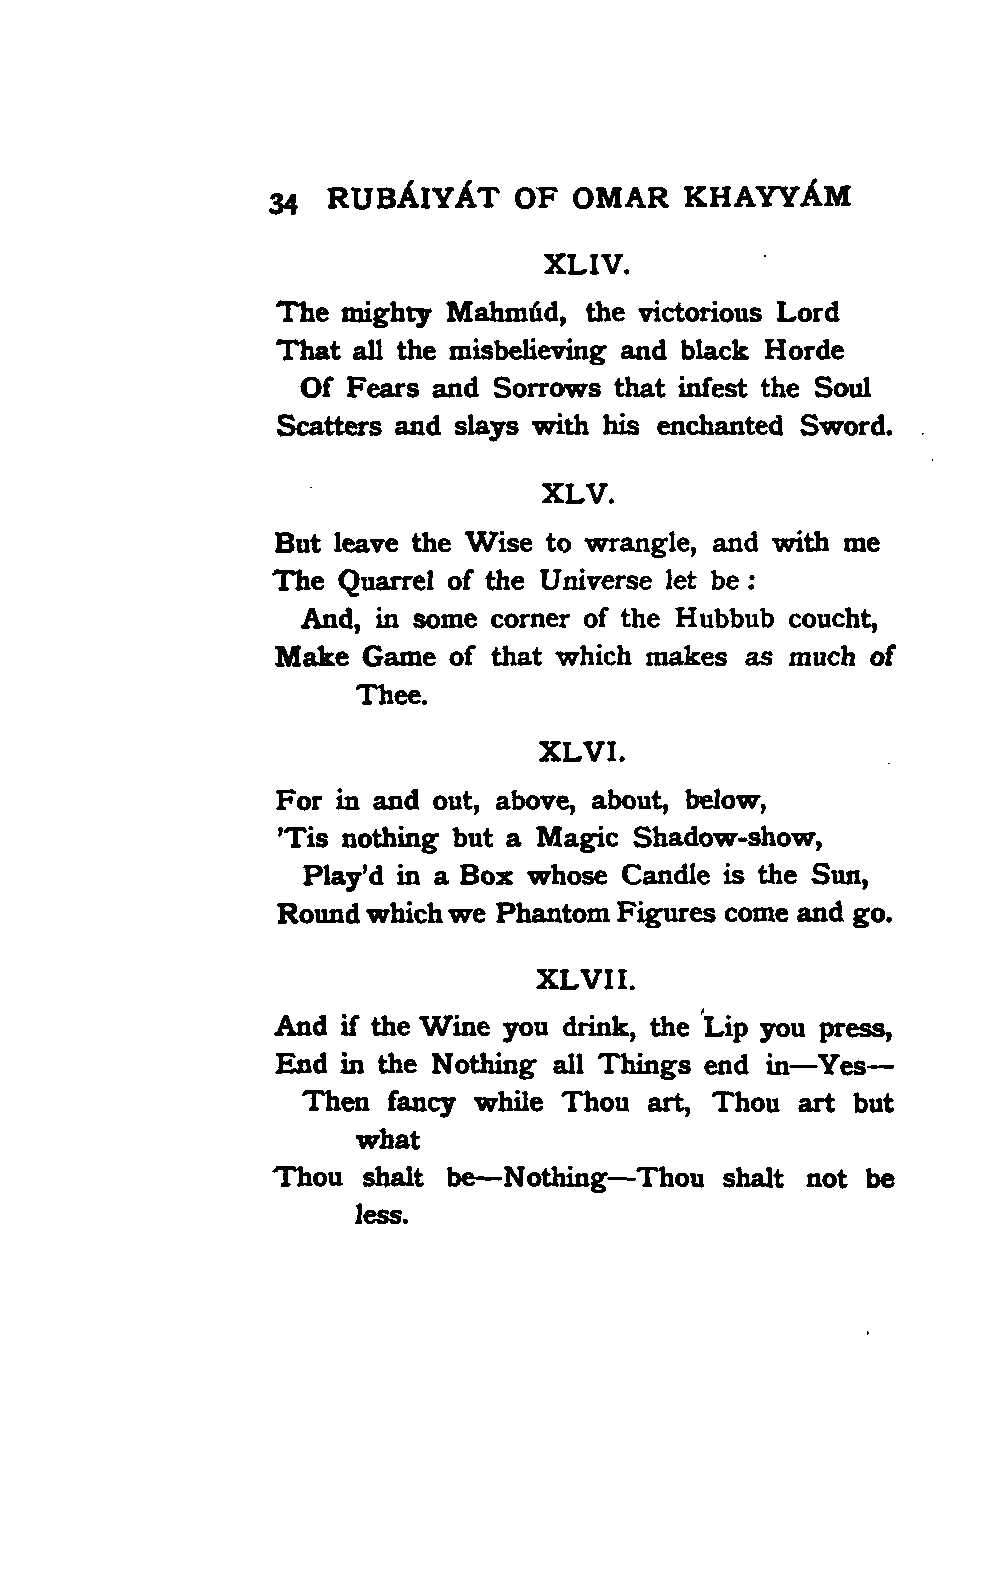 34 RUBÁIYÁT OF OMAR KHAYYÁM
XLIV.
The mighty Mahmúd, the victorious Lord
That all the misbelieving and black Horde
Of Fears and Sorrows that infest the Soul
Scatters and slays with his enchanted Sword.
XLV.
But leave the Wise to wrangle, and with me
The Quarrel of the Universe let be :
And, in some corner of the Hubbub coucht,
Make Game of that which makes as much of
Thee.
XLVI.
For in and out, above, about, below,
'Tis nothing but a Magic Shadow-show,
Play'd in a Box whose Candle is the Sun,
Round which we Phantom Figures come and go.
XLVII.
And if the Wine you drink, the Lip you press,
End in the Nothing all Things end in—Yes—
Then fancy while Thou art, Thou art but
what
Thou shalt be—Nothing—Thou shalt not be
less.